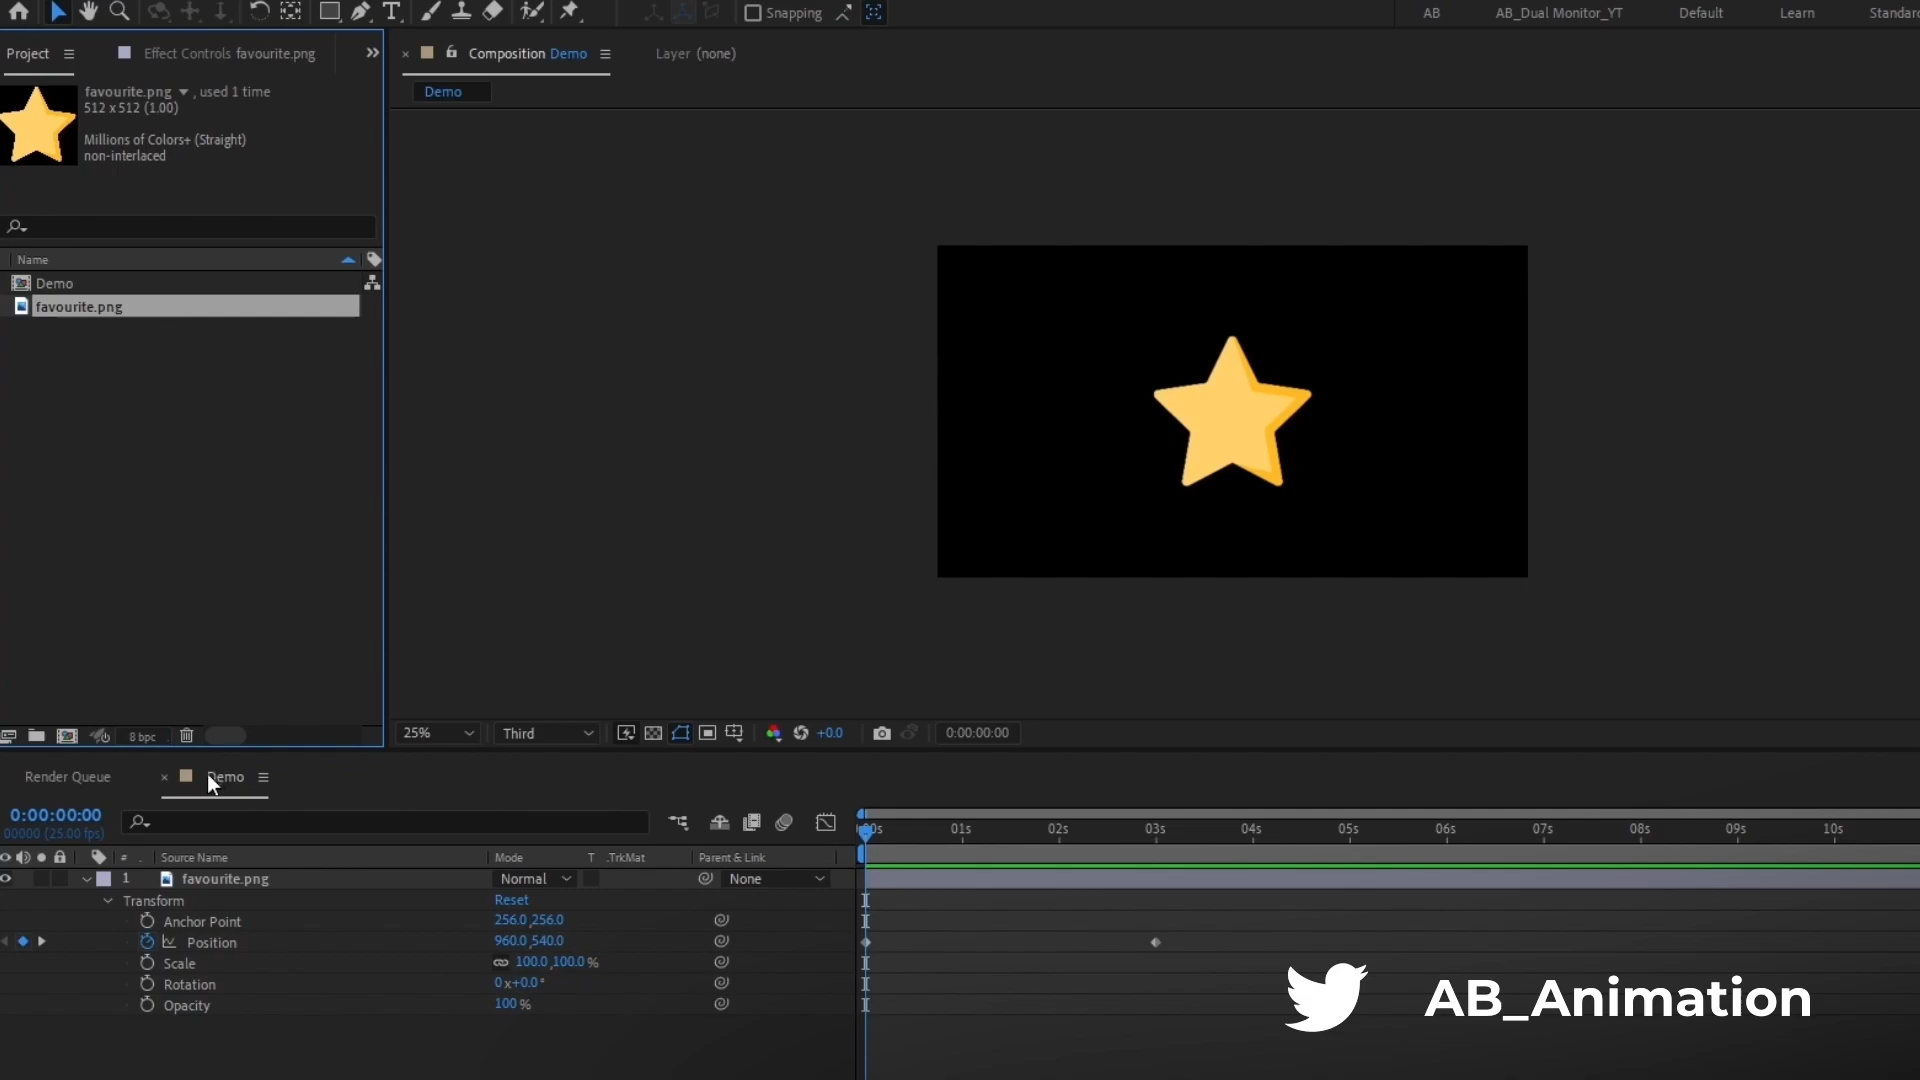 Snapping
AB
AB_Dual Monitor_YT
Default
Learn
Standard
Project
Effect Controls favourite.png
Composition Demo
Layer (none)
Demo
favourite.png , used 1 time
512 x 512 (1.00)
Millions of Colors+ (Straight)
non-interlaced
Name
Demo
favourite.png
8 bpc
25%
Third
+0.0
0:00:00:00
Render Queue
Demo
0:00:00:00
00000 (25.00 fps)
00s 01s 02s 03s 04s 05s 06s 07s 08s 09s 10s
# . Source Name Mode T .TrkMat Parent & Link
1 favourite.png Normal None
Transform Reset
Anchor Point 256.0,256.0
Position 960.0,540.0
Scale 100.0,100.0 %
Rotation 0x+0.0°
Opacity 100 %
AB_Animation